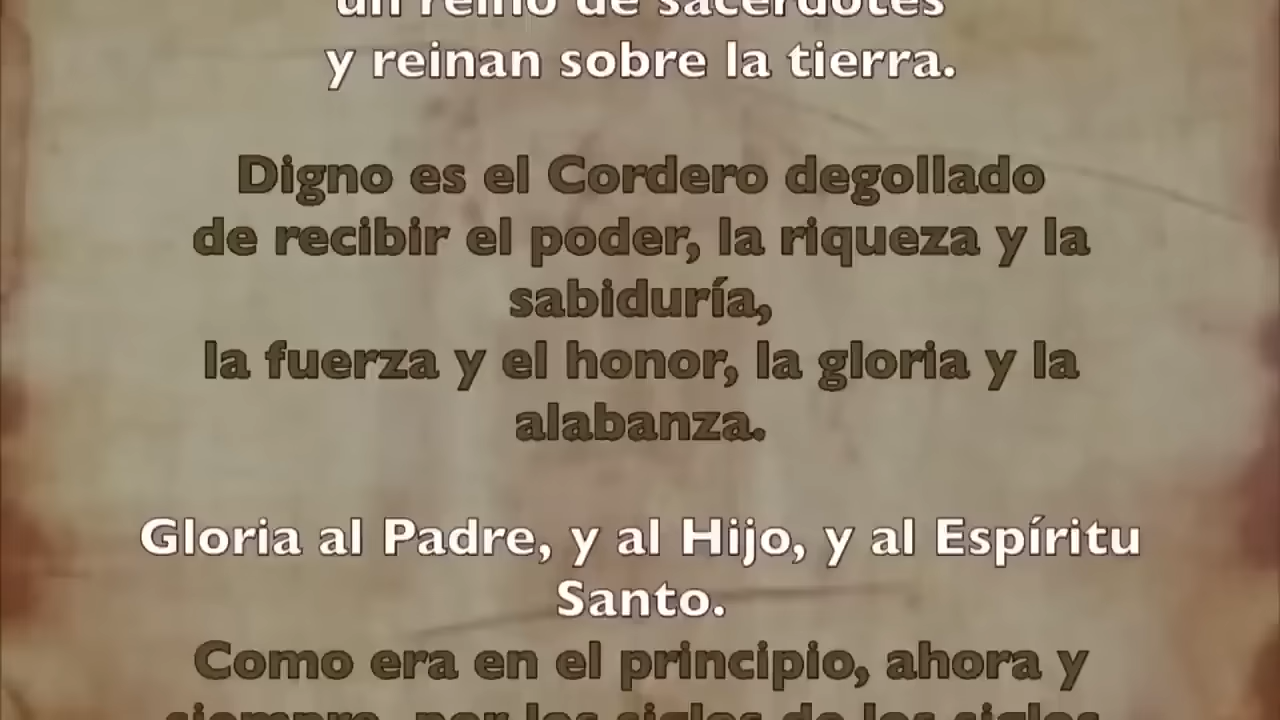 un reino de sacerdotes
y reinan sobre la tierra.
Digno es el Cordero degollado
de recibir el poder, la riqueza y la
sabiduría,
la fuerza y el honor, la gloria y la
alabanza.
Gloria al Padre, y al Hijo, y al Espíritu
Santo.
Como era en el principio, ahora y
siempre, por los siglos de los siglos